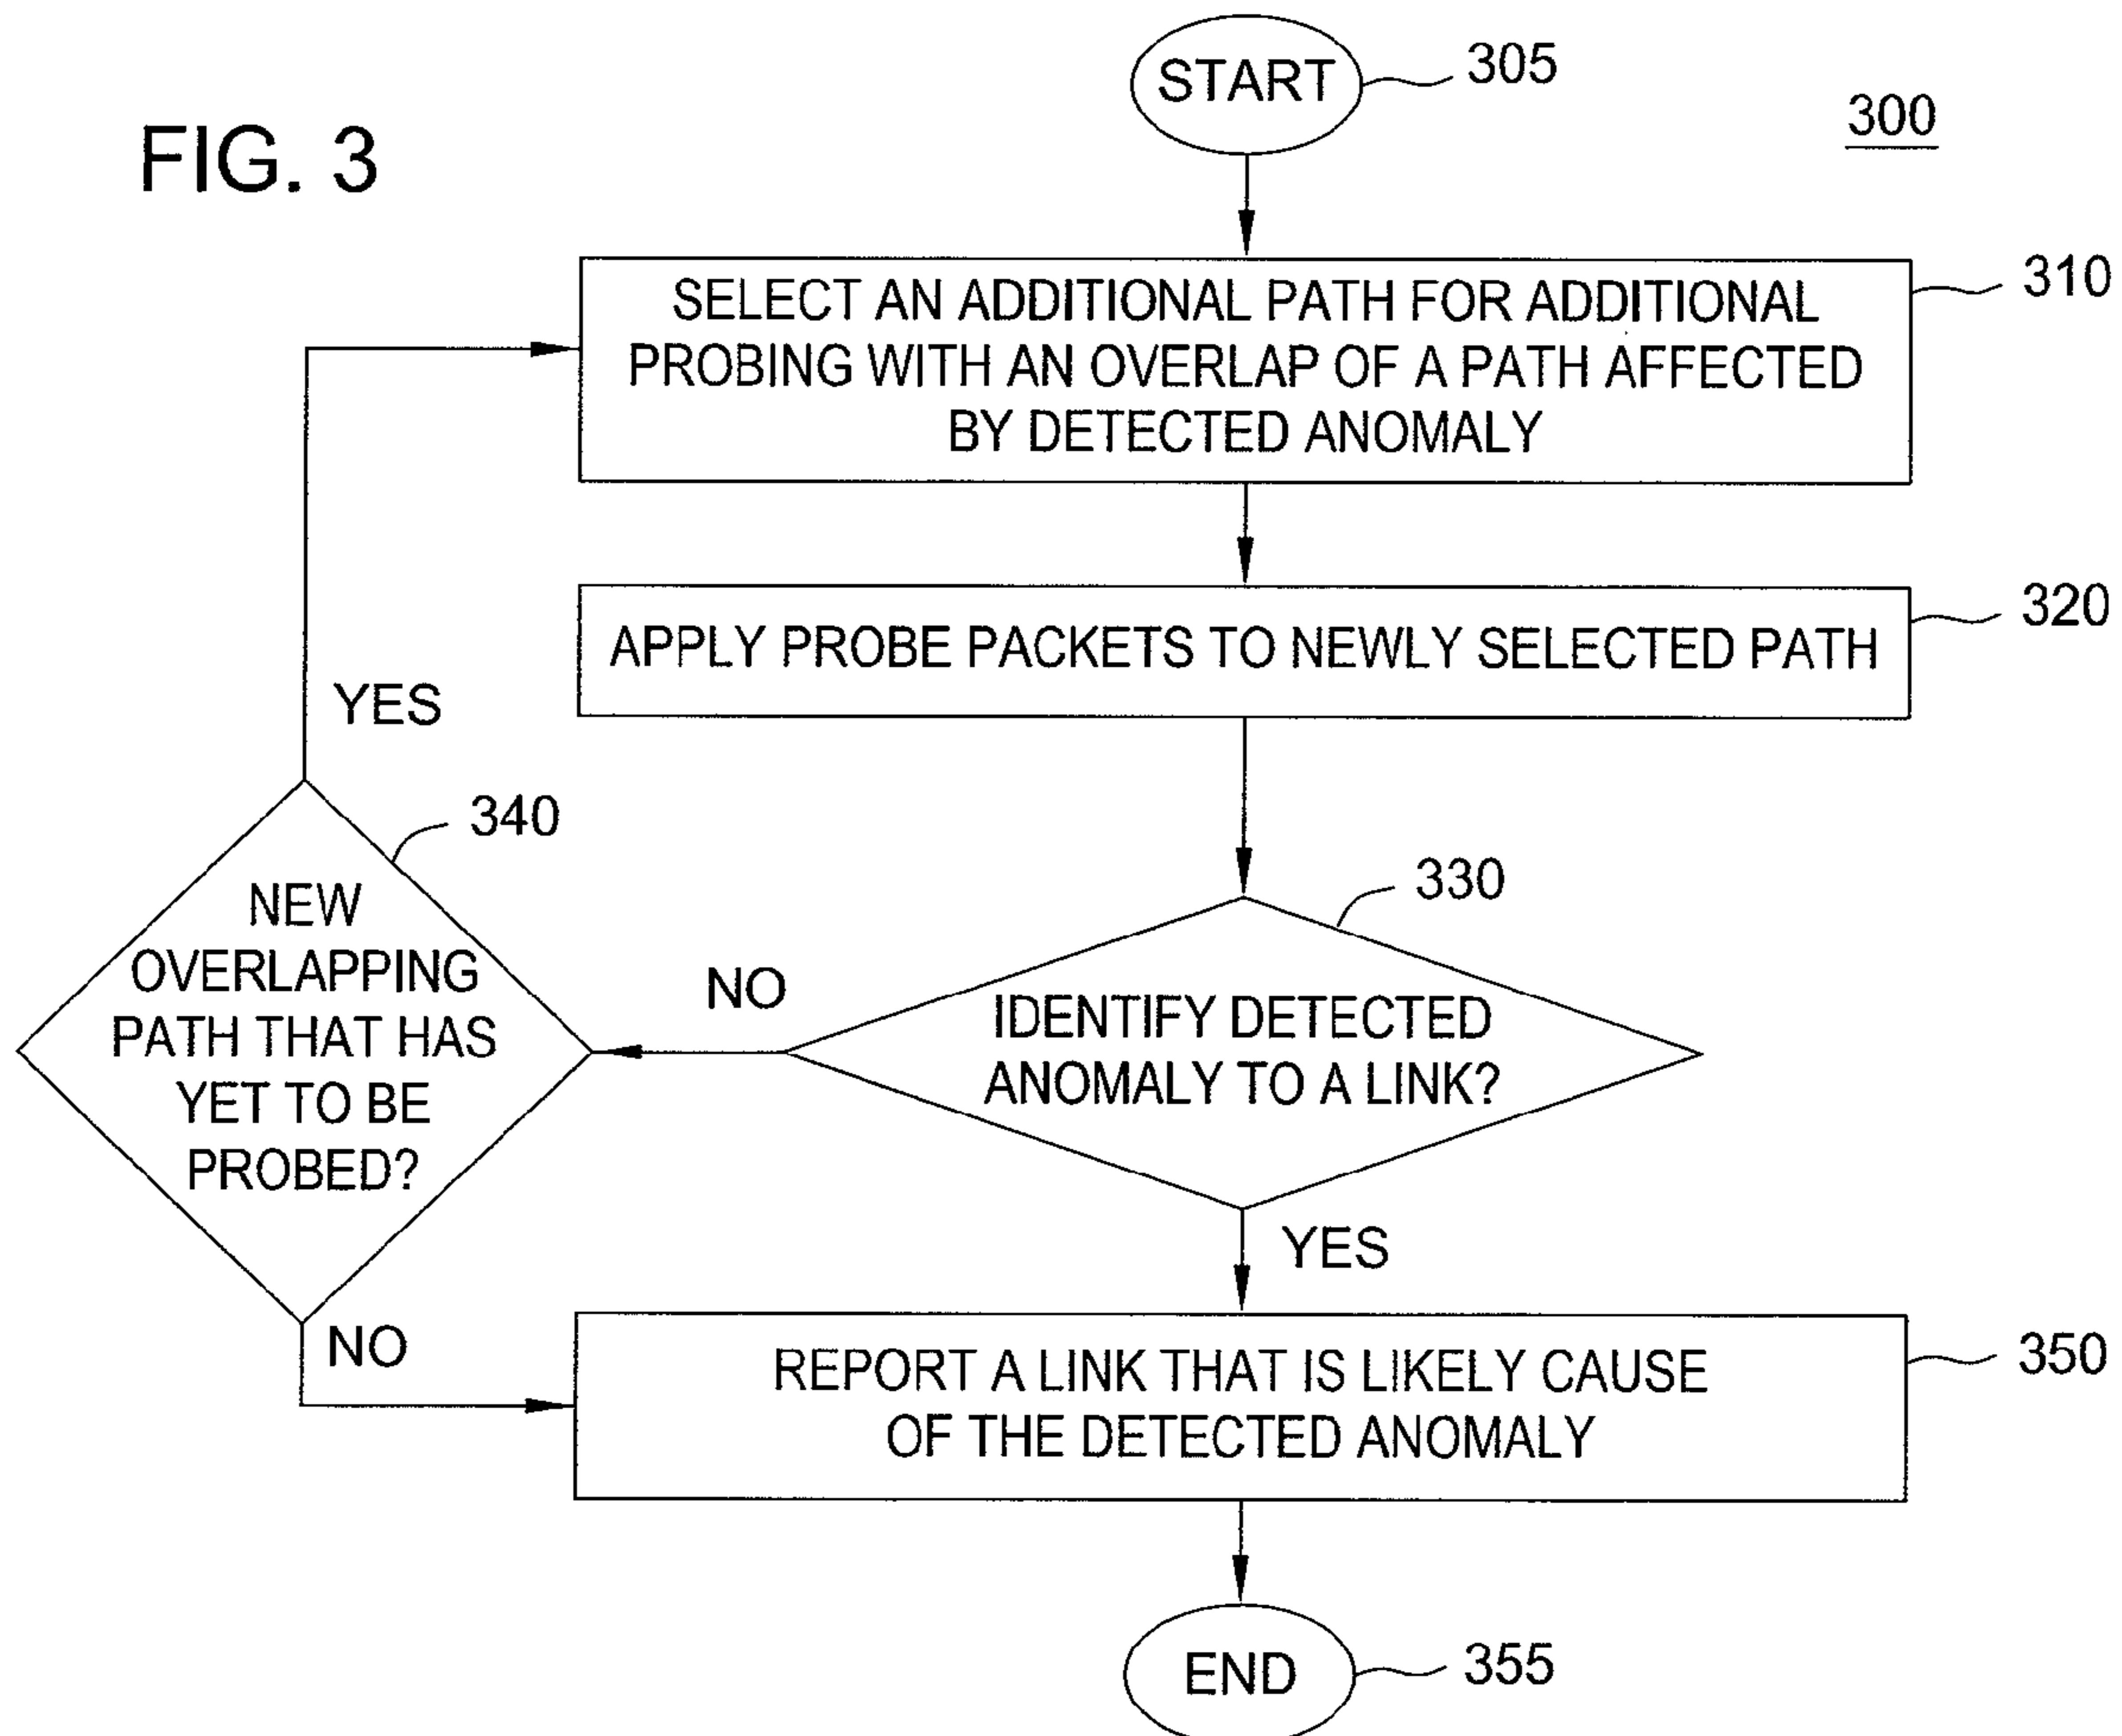 FIG. 3
START
305
300
SELECT AN ADDITIONAL PATH FOR ADDITIONAL
PROBING WITH AN OVERLAP OF A PATH AFFECTED
BY DETECTED ANOMALY
310
APPLY PROBE PACKETS TO NEWLY SELECTED PATH
320
YES
340
NEW
OVERLAPPING
PATH THAT HAS
YET TO BE
PROBED?
NO
330
IDENTIFY DETECTED
ANOMALY TO A LINK?
YES
NO
REPORT A LINK THAT IS LIKELY CAUSE
OF THE DETECTED ANOMALY
350
END
355